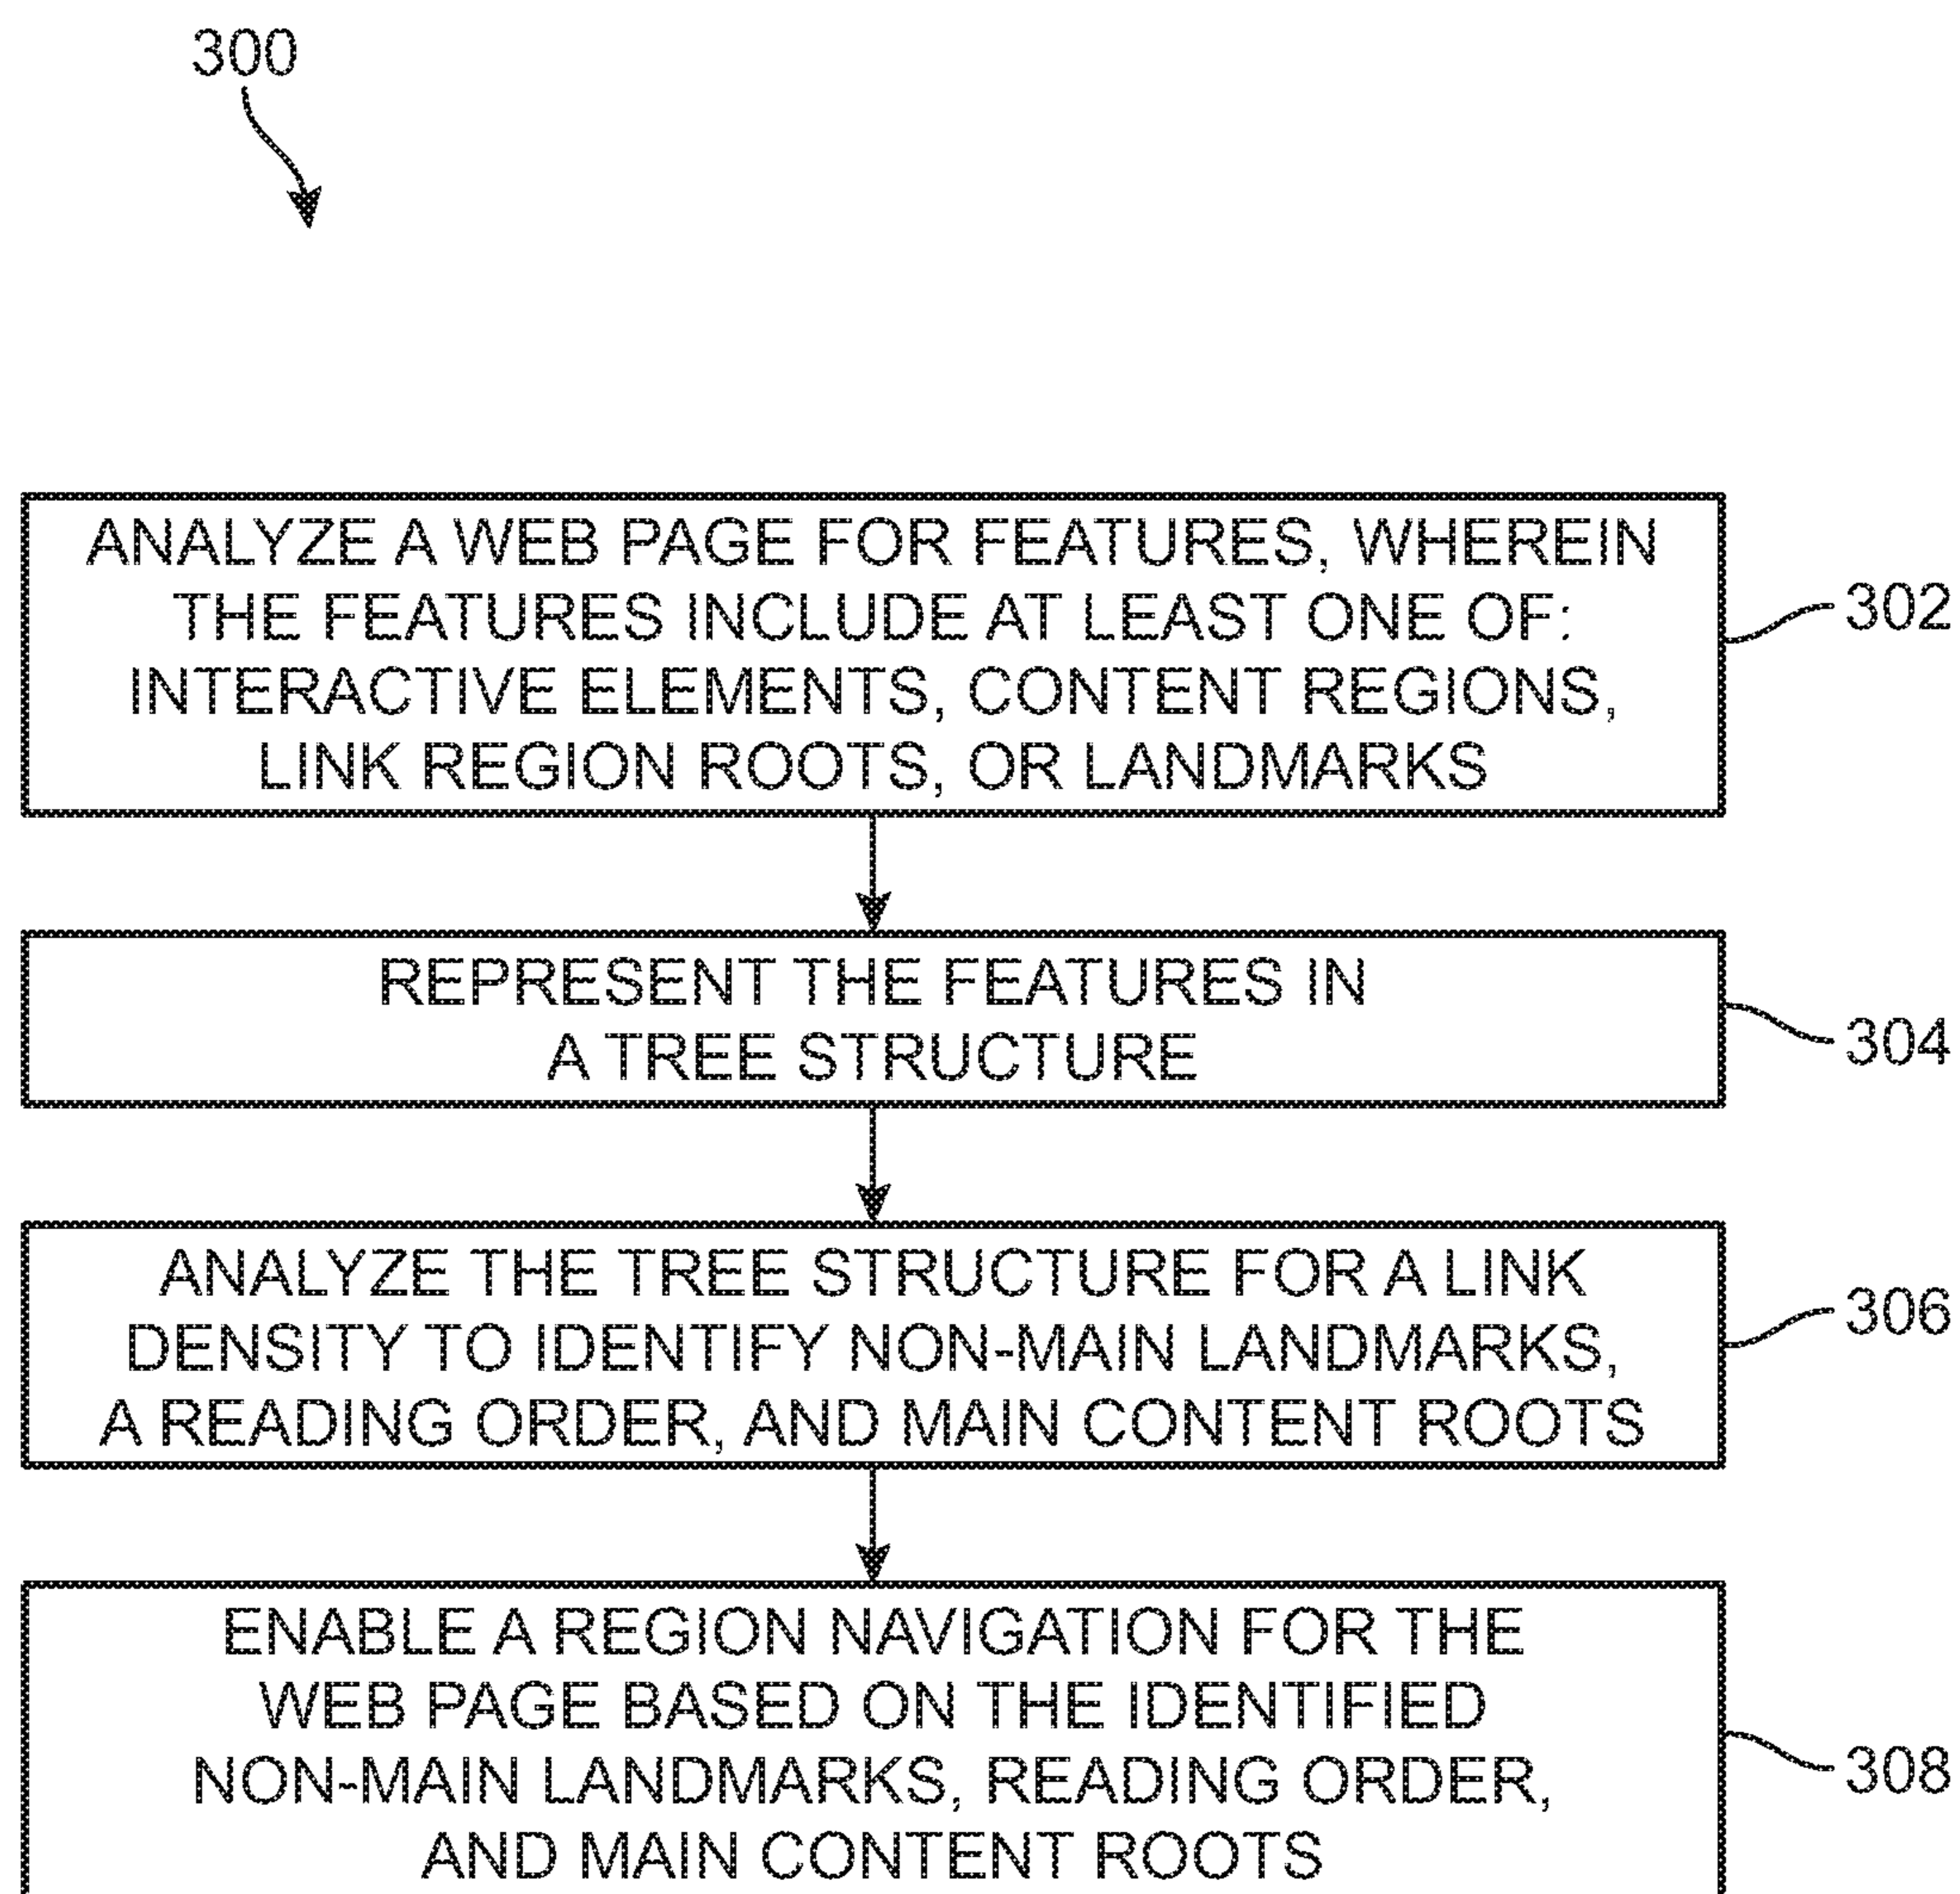 300
ANALYZE A WEB PAGE FOR FEATURES, WHEREIN
THE FEATURES INCLUDE AT LEAST ONE OF:
INTERACTIVE ELEMENTS, CONTENT REGIONS,
LINK REGION ROOTS, OR LANDMARKS
302
REPRESENT THE FEATURES IN
A TREE STRUCTURE
304
ANALYZE THE TREE STRUCTURE FOR A LINK
DENSITY TO IDENTIFY NON-MAIN LANDMARKS,
A READING ORDER, AND MAIN CONTENT ROOTS
306
ENABLE A REGION NAVIGATION FOR THE
WEB PAGE BASED ON THE IDENTIFIED
NON-MAIN LANDMARKS, READING ORDER,
AND MAIN CONTENT ROOTS
308